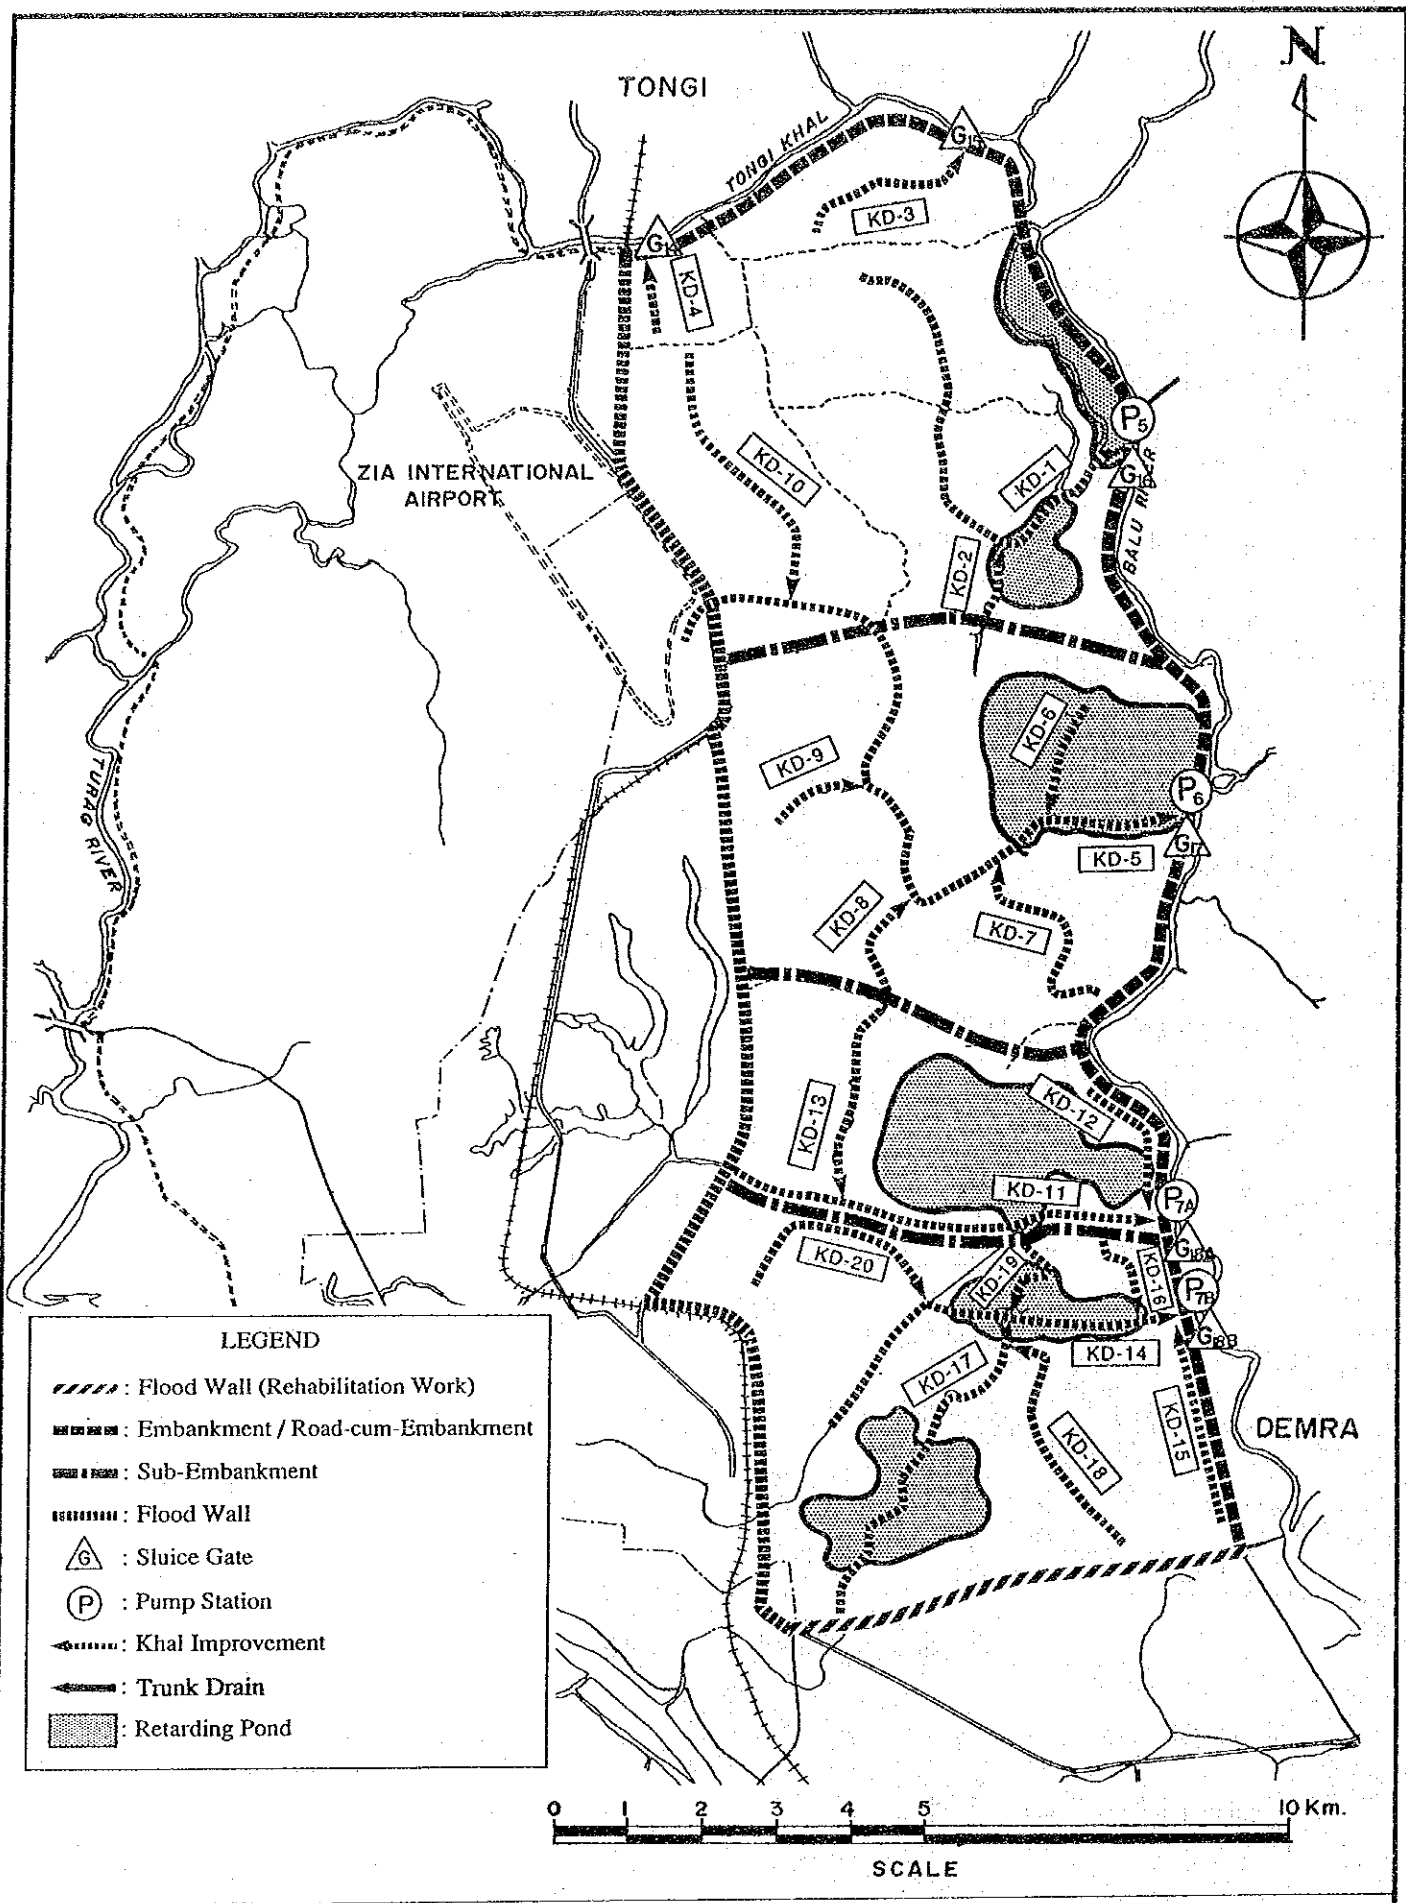 N
TONGI
TONGI KHAL
G15
KD-3
G14
KD-4
P5
G16
BALU RIVER
ZIA INTERNATIONAL
AIRPORT
KD-10
KD-1
KD-2
KD-6
KD-9
P6
G17
KD-5
TURAG RIVER
KD-8
KD-7
KD-13
KD-12
KD-11
P7A
G18A
KD-20
KD-19
KD-16
P7B
G18B
KD-14
KD-17
KD-15
KD-18
DEMRA
LEGEND
: Flood Wall (Rehabilitation Work)
: Embankment / Road-cum-Embankment
: Sub-Embankment
: Flood Wall
G : Sluice Gate
P : Pump Station
: Khal Improvement
: Trunk Drain
: Retarding Pond
0 1 2 3 4 5 10 Km.
SCALE